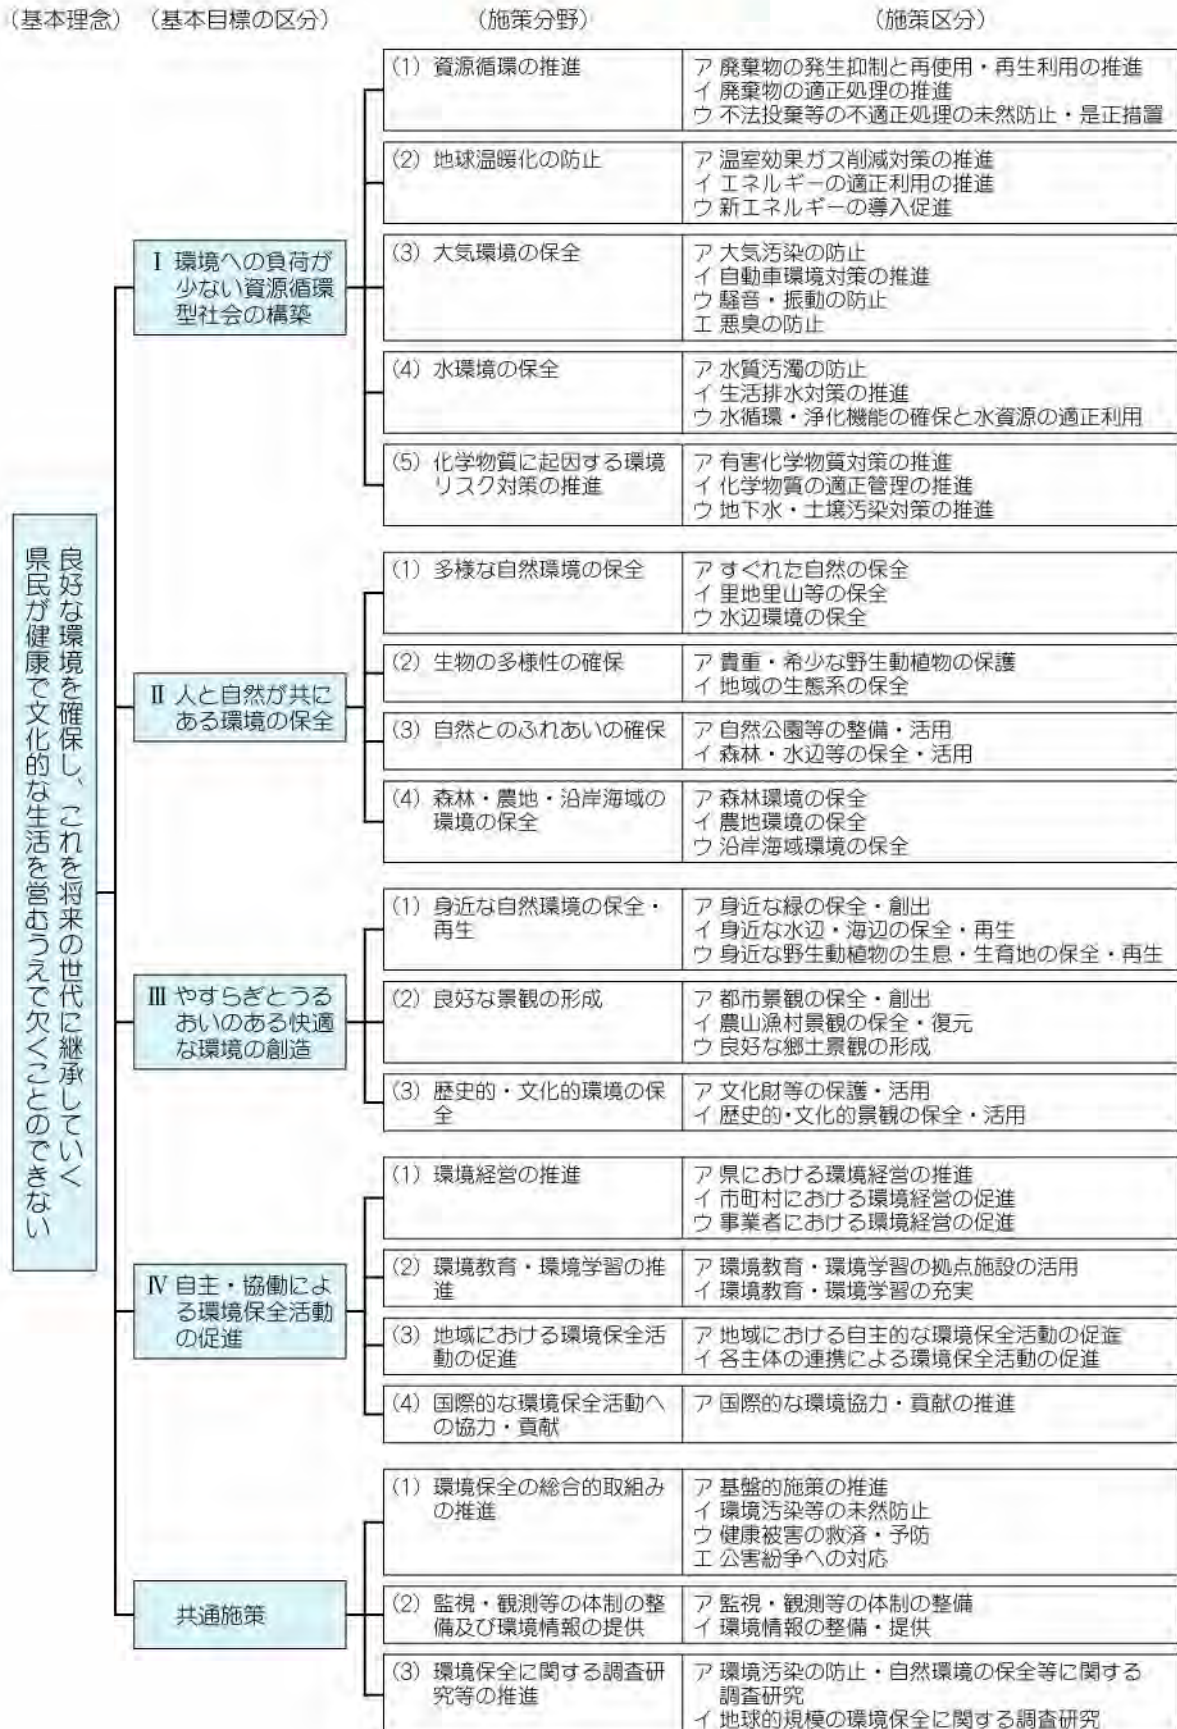 （基本理念）（基本目標の区分）（施策分野）（施策区分）
良好な環境を確保し、これを将来の世代に継承していく
県民が健康で文化的な生活を営むうえで欠くことのできない
Ⅰ 環境への負荷が
少ない資源循環
型社会の構築
(1) 資源循環の推進
ア 廃棄物の発生抑制と再使用・再生利用の推進
イ 廃棄物の適正処理の推進
ウ 不法投棄等の不適正処理の未然防止・是正措置
(2) 地球温暖化の防止
ア 温室効果ガス削減対策の推進
イ エネルギーの適正利用の推進
ウ 新エネルギーの導入促進
(3) 大気環境の保全
ア 大気汚染の防止
イ 自動車環境対策の推進
ウ 騒音・振動の防止
エ 悪臭の防止
(4) 水環境の保全
ア 水質汚濁の防止
イ 生活排水対策の推進
ウ 水循環・浄化機能の確保と水資源の適正利用
(5) 化学物質に起因する環境
リスク対策の推進
ア 有害化学物質対策の推進
イ 化学物質の適正管理の推進
ウ 地下水・土壌汚染対策の推進
Ⅱ 人と自然が共に
ある環境の保全
(1) 多様な自然環境の保全
ア すぐれた自然の保全
イ 里地里山等の保全
ウ 水辺環境の保全
(2) 生物の多様性の確保
ア 貴重・希少な野生動植物の保護
イ 地域の生態系の保全
(3) 自然とのふれあいの確保
ア 自然公園等の整備・活用
イ 森林・水辺等の保全・活用
(4) 森林・農地・沿岸海域の
環境の保全
ア 森林環境の保全
イ 農地環境の保全
ウ 沿岸海域環境の保全
Ⅲ やすらぎとうる
おいのある快適
な環境の創造
(1) 身近な自然環境の保全・
再生
ア 身近な緑の保全・創出
イ 身近な水辺・海辺の保全・再生
ウ 身近な野生動植物の生息・生育地の保全・再生
(2) 良好な景観の形成
ア 都市景観の保全・創出
イ 農山漁村景観の保全・復元
ウ 良好な郷土景観の形成
(3) 歴史的・文化的環境の保
全
ア 文化財等の保護・活用
イ 歴史的・文化的景観の保全・活用
Ⅳ 自主・協働によ
る環境保全活動
の促進
(1) 環境経営の推進
ア 県における環境経営の推進
イ 市町村における環境経営の促進
ウ 事業者における環境経営の促進
(2) 環境教育・環境学習の推
進
ア 環境教育・環境学習の拠点施設の活用
イ 環境教育・環境学習の充実
(3) 地域における環境保全活
動の促進
ア 地域における自主的な環境保全活動の促進
イ 各主体の連携による環境保全活動の促進
(4) 国際的な環境保全活動へ
の協力・貢献
ア 国際的な環境協力・貢献の推進
共通施策
(1) 環境保全の総合的取組み
の推進
ア 基盤的施策の推進
イ 環境汚染等の未然防止
ウ 健康被害の救済・予防
エ 公害紛争への対応
(2) 監視・観測等の体制の整
備及び環境情報の提供
ア 監視・観測等の体制の整備
イ 環境情報の整備・提供
(3) 環境保全に関する調査研
究等の推進
ア 環境汚染の防止・自然環境の保全等に関する
調査研究
イ 地球的規模の環境保全に関する調査研究